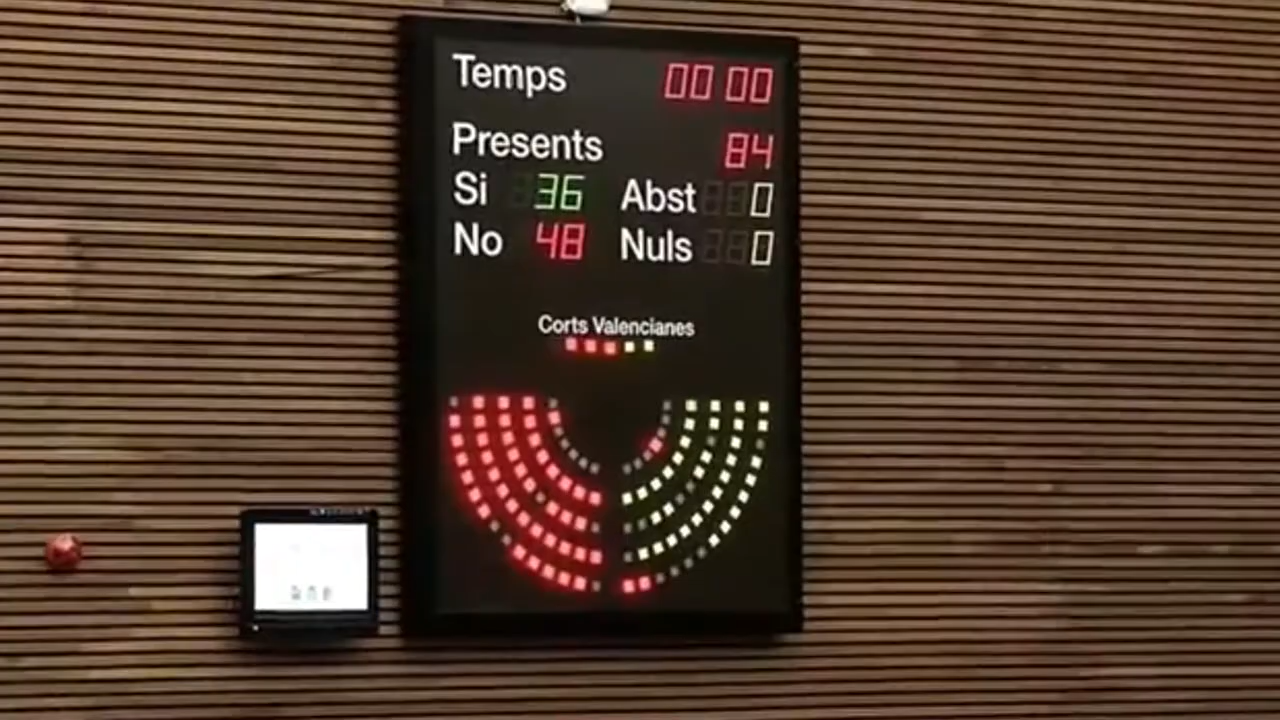 Temps 00 00
Presents 84
Si 36 Abst 0
No 48 Nuls 0
Corts Valencianes